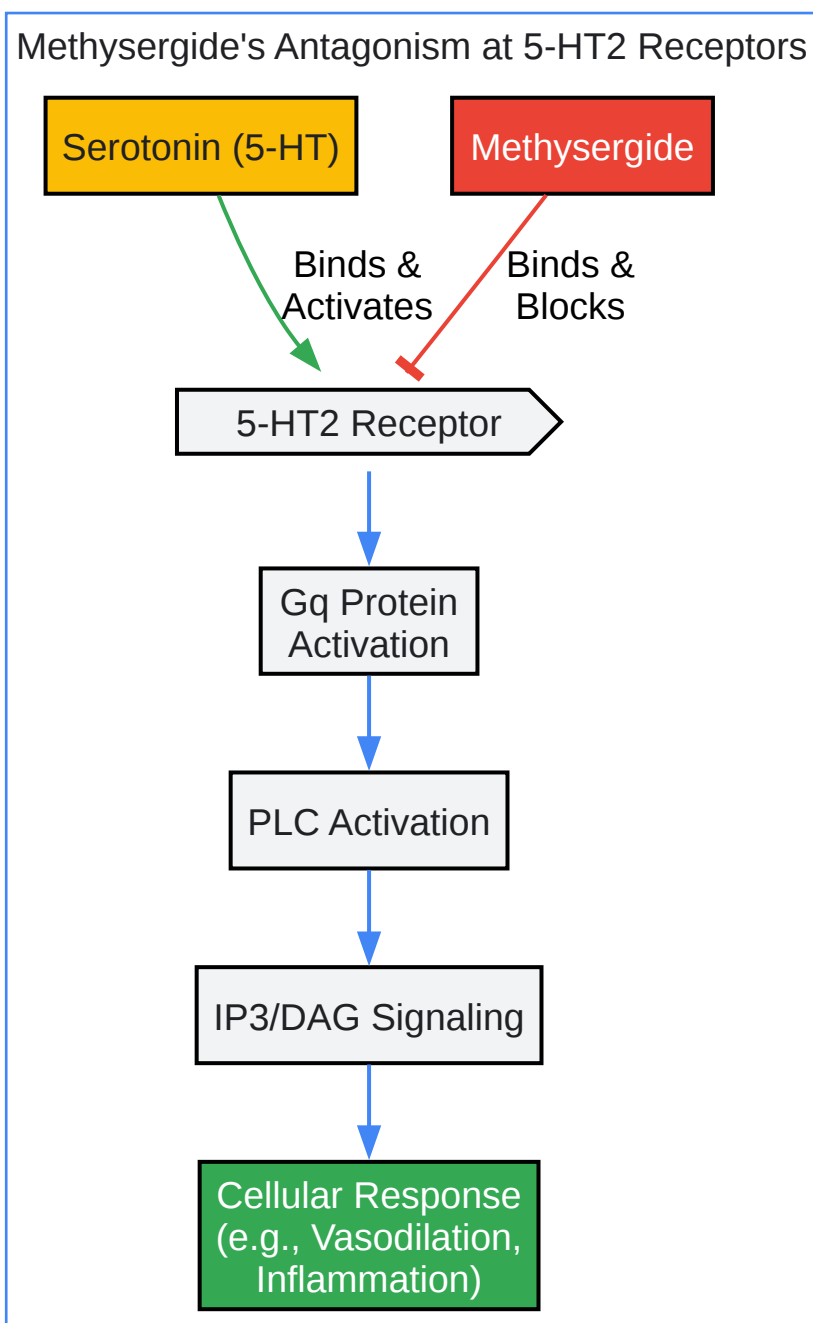 Methysergide's Antagonism at 5-HT2 Receptors
Serotonin (5-HT)
Methysergide
Binds &
Activates
Binds &
Blocks
5-HT2 Receptor
Gq Protein
Activation
PLC Activation
IP3/DAG Signaling
Cellular Response
(e.g., Vasodilation,
Inflammation)